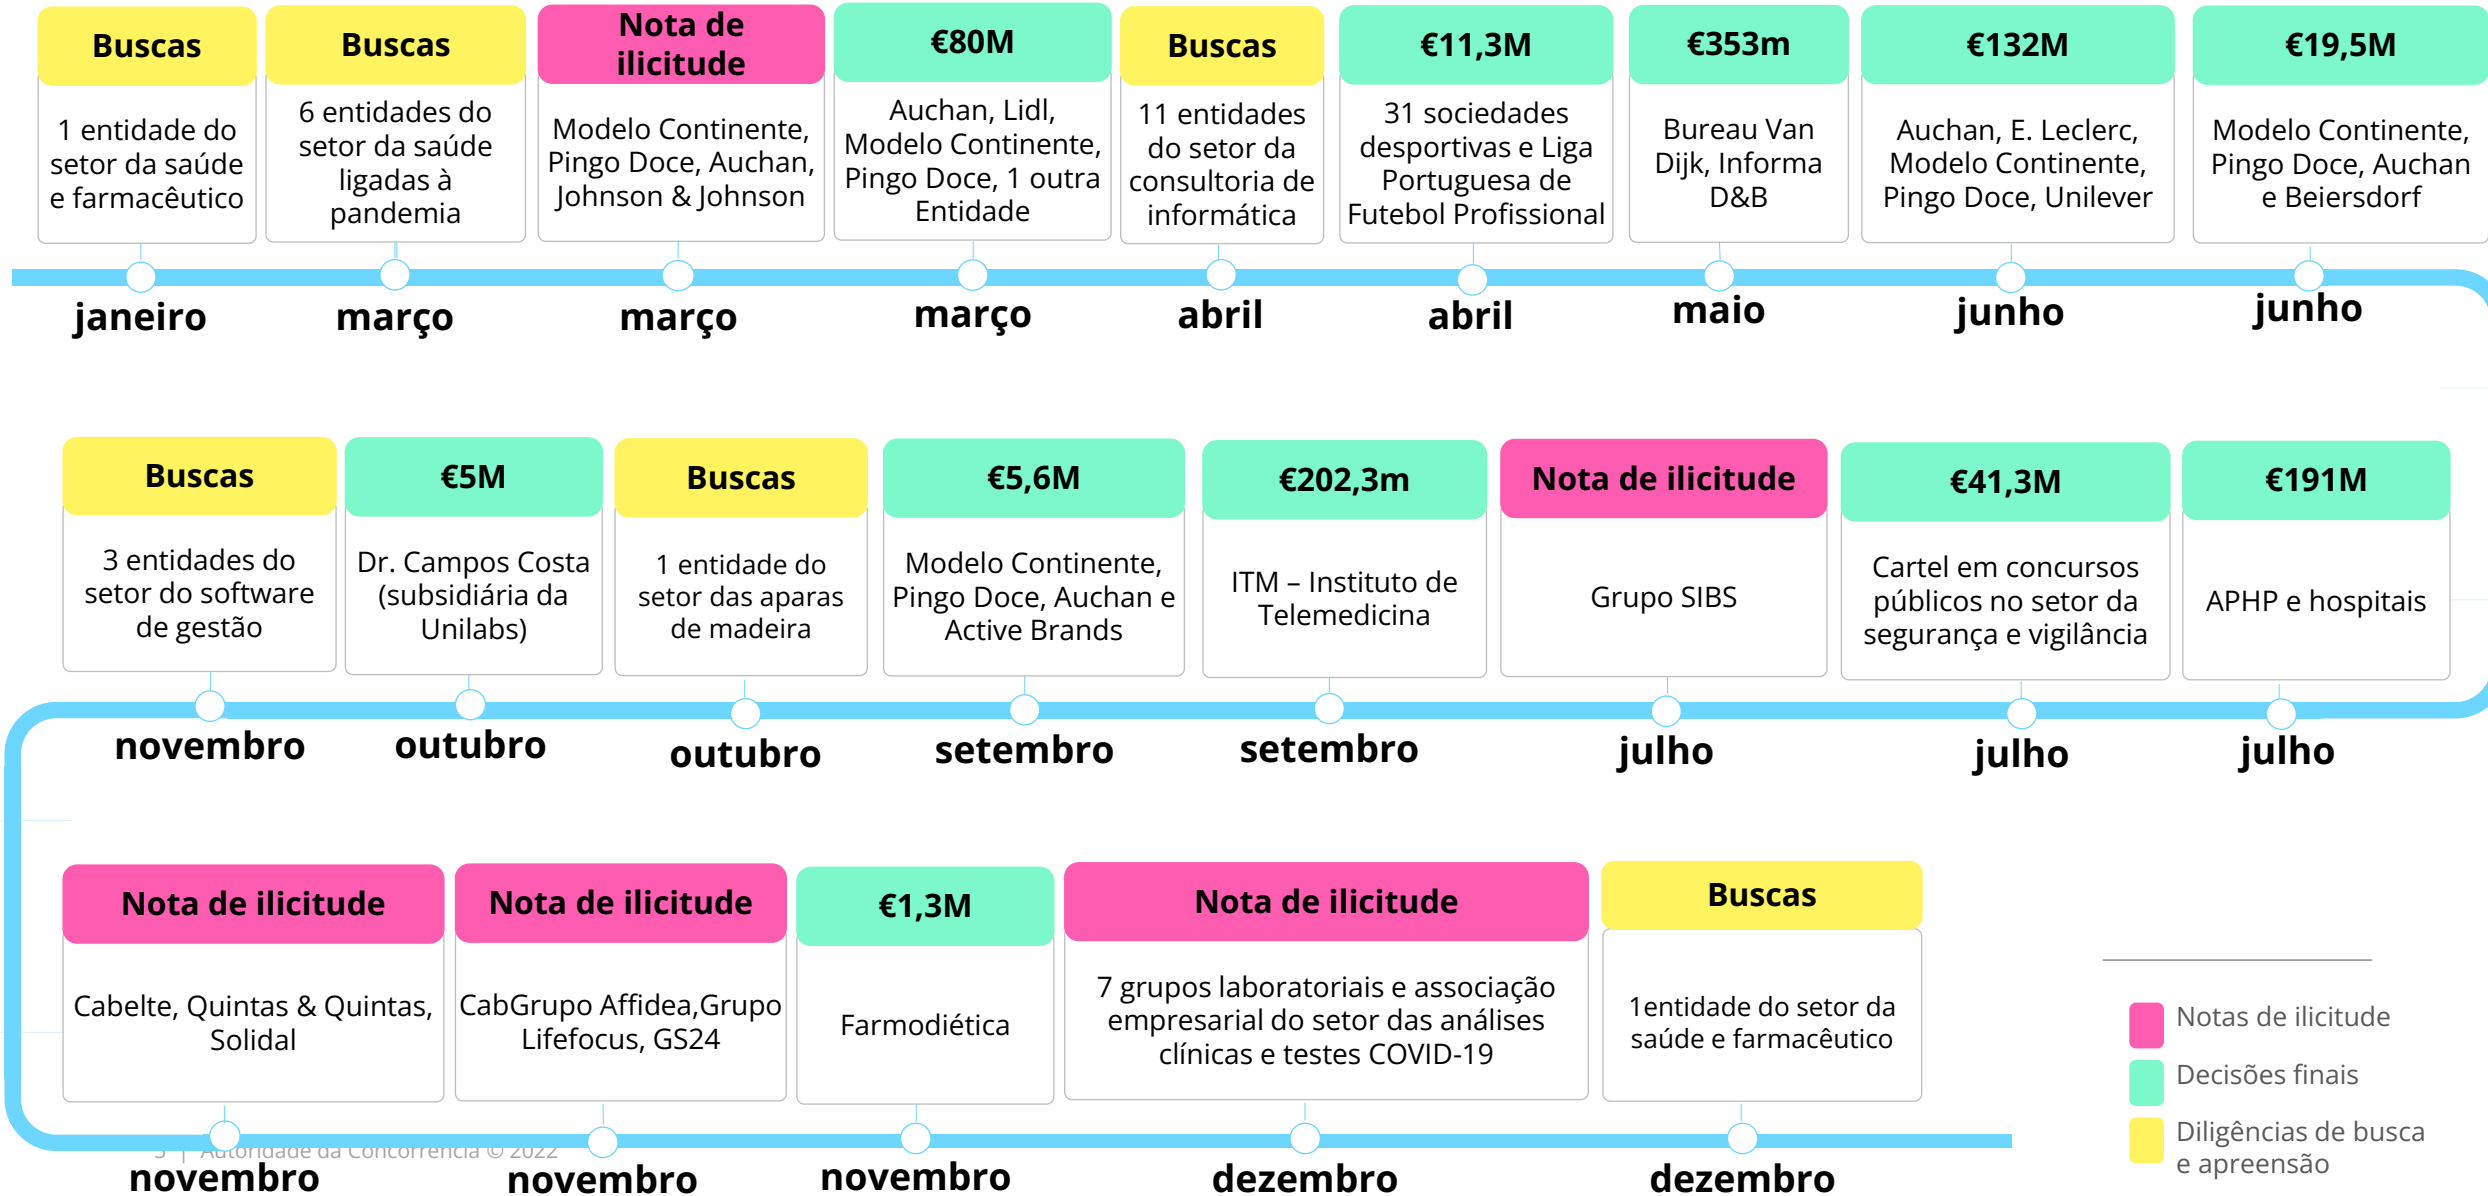 Buscas
1 entidade do
setor da saúde
e farmacêutico
janeiro
Buscas
6 entidades do
setor da saúde
ligadas à
pandemia
março
Nota de
ilicitude
Modelo Continente,
Pingo Doce, Auchan,
Johnson & Johnson
março
€80M
Auchan, Lidl,
Modelo Continente,
Pingo Doce, 1 outra
Entidade
março
Buscas
11 entidades
do setor da
consultoria de
informática
abril
€11,3M
31 sociedades
desportivas e Liga
Portuguesa de
Futebol Profissional
abril
€353m
Bureau Van
Dijk, Informa
D&B
maio
€132M
Auchan, E. Leclerc,
Modelo Continente,
Pingo Doce, Unilever
junho
€19,5M
Modelo Continente,
Pingo Doce, Auchan
e Beiersdorf
junho
Buscas
3 entidades do
setor do software
de gestão
novembro
€5M
Dr. Campos Costa
(subsidiária da
Unilabs)
outubro
Buscas
1 entidade do
setor das aparas
de madeira
outubro
€5,6M
Modelo Continente,
Pingo Doce, Auchan e
Active Brands
setembro
€202,3m
ITM – Instituto de
Telemedicina
setembro
Nota de ilicitude
Grupo SIBS
julho
€41,3M
Cartel em concursos
públicos no setor da
segurança e vigilância
julho
€191M
APHP e hospitais
julho
Nota de ilicitude
Cabelte, Quintas & Quintas,
Solidal
novembro
Nota de ilicitude
CabGrupo Affidea,Grupo
Lifefocus, GS24
novembro
€1,3M
Farmodiética
novembro
Nota de ilicitude
7 grupos laboratoriais e associação
empresarial do setor das análises
clínicas e testes COVID-19
dezembro
Buscas
1entidade do setor da
saúde e farmacêutico
dezembro
Notas de ilicitude
Decisões finais
Diligências de busca
e apreensão
| Autoridade da Concorrência © 2022